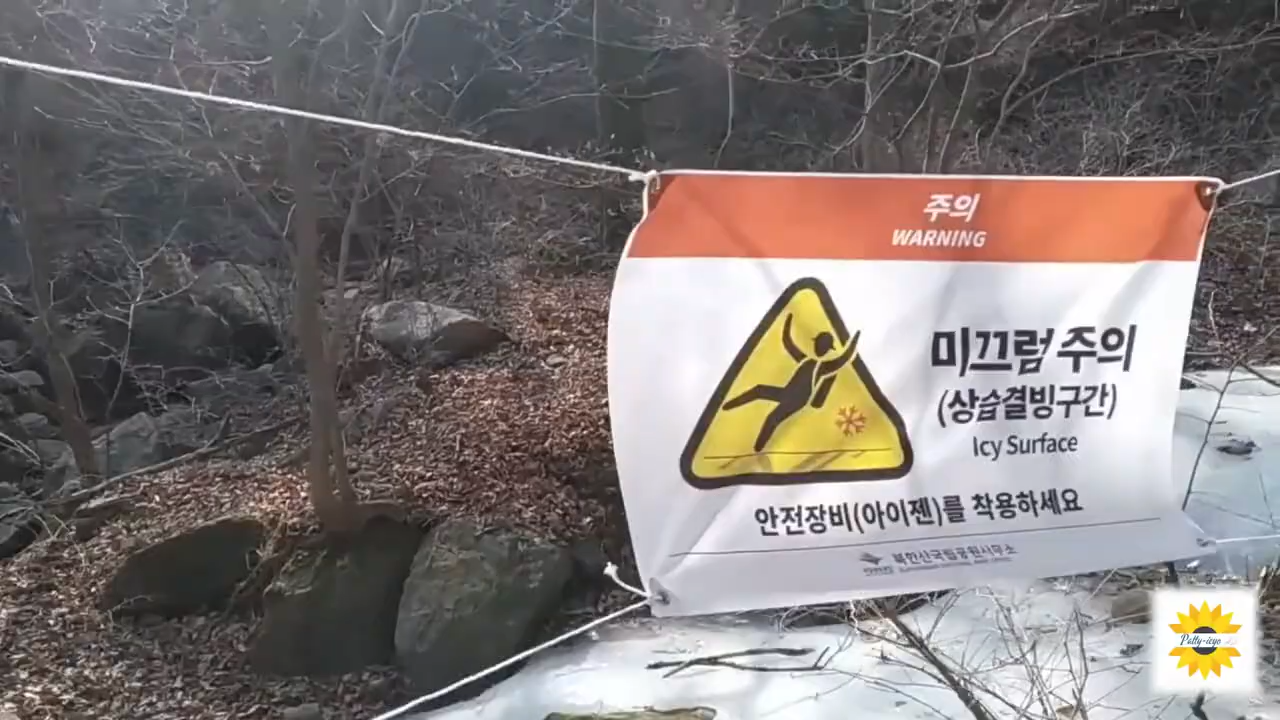 주의
WARNING
미끄럼 주의
(상습결빙구간)
Icy Surface
안전장비(아이젠)를 착용하세요
북한산국립공원사무소
Patty-icye